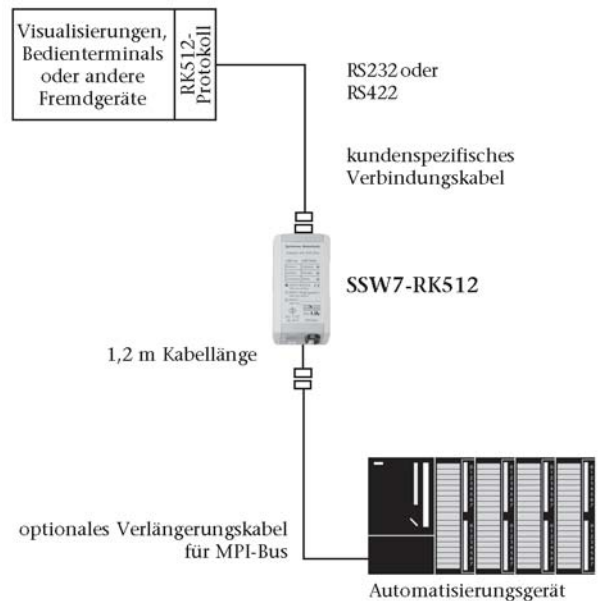 Visualisierungen,
Bedienterminals
oder andere
Fremdgeräte
RK512-
Protokoll
RS232 oder
RS422
kundenspezifisches
Verbindungskabel
SSW7-RK512
1,2 m Kabellänge
optionales Verlängerungskabel
für MPI-Bus
Automatisierungsgerät